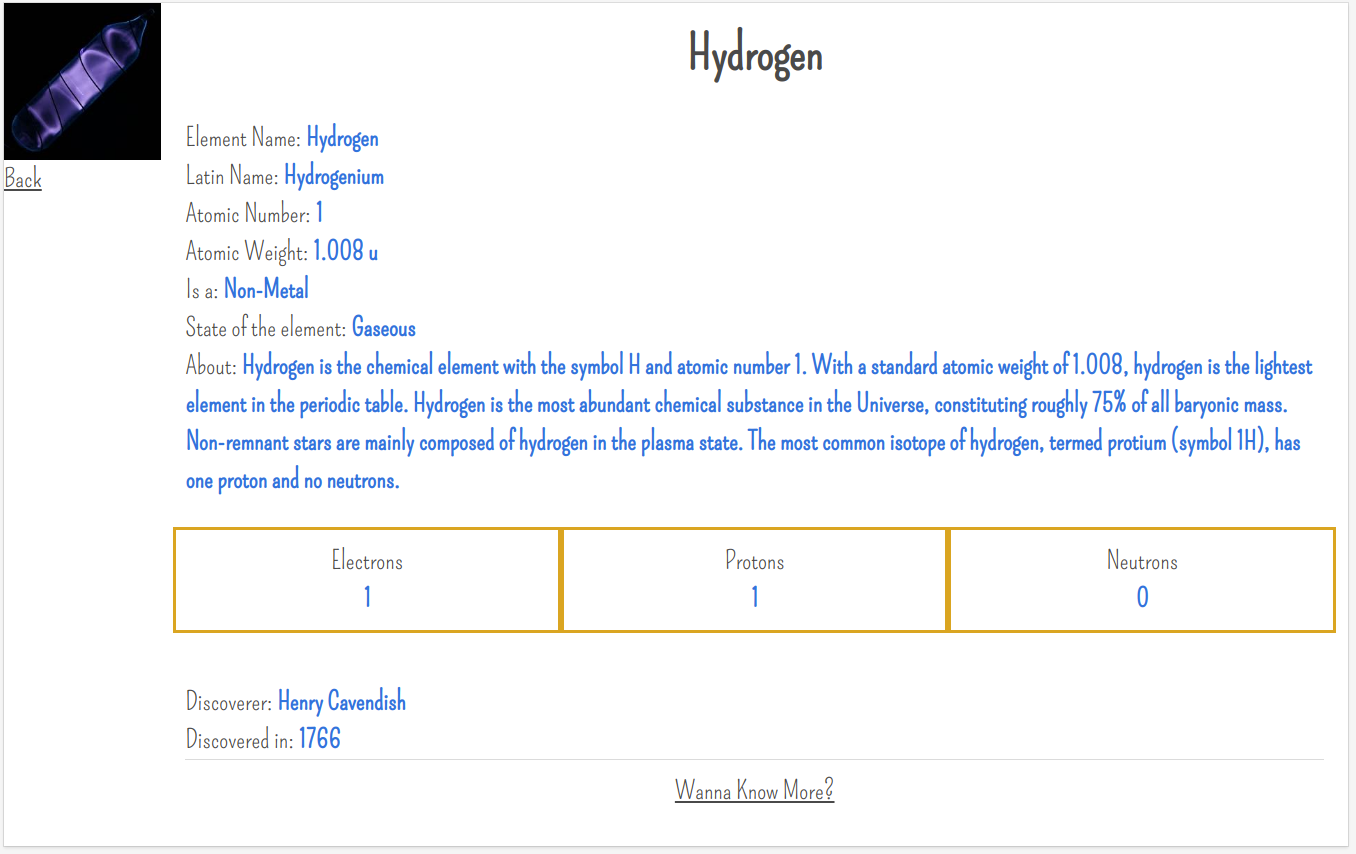 Hydrogen
Back
Element Name: Hydrogen
Latin Name: Hydrogenium
Atomic Number: 1
Atomic Weight: 1.008 u
Is a: Non-Metal
State of the element: Gaseous
About: Hydrogen is the chemical element with the symbol H and atomic number 1. With a standard atomic weight of 1.008, hydrogen is the lightest
element in the periodic table. Hydrogen is the most abundant chemical substance in the Universe, constituting roughly 75% of all baryonic mass.
Non-remnant stars are mainly composed of hydrogen in the plasma state. The most common isotope of hydrogen, termed protium (symbol 1H), has
one proton and no neutrons.
Electrons
1
Protons
1
Neutrons
0
Discoverer: Henry Cavendish
Discovered in: 1766
Wanna Know More?